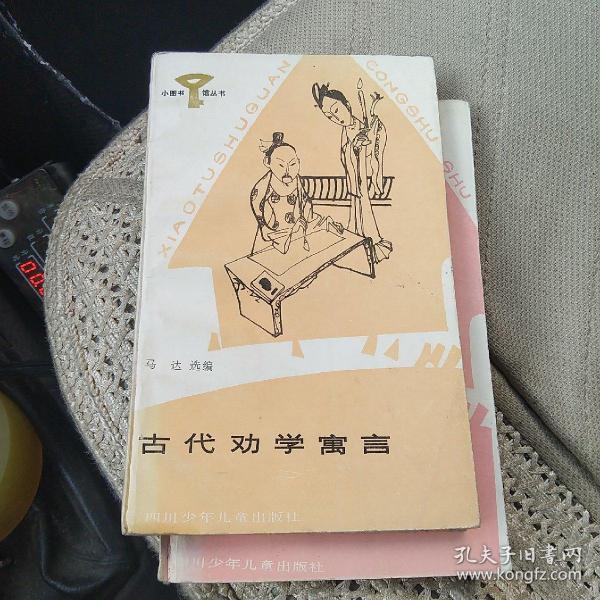 小图书
馆丛书
XIAOTUSHUGUAN
CONGSHU
SHU
马 达 选编
古代劝学寓言
四川少年儿童出版社
川少年儿童出版社
孔夫子旧书网
www.kongfz.com